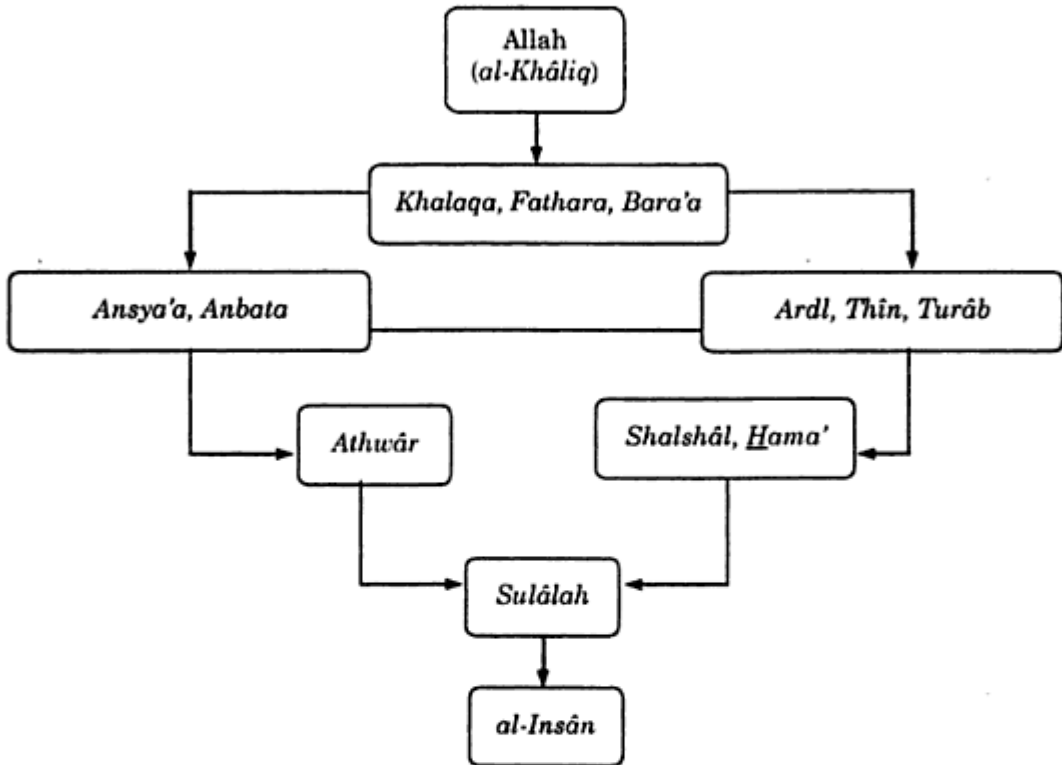 Allah
(al-Khâliq)
Khalaqa, Fathara, Bara'a
Ansya'a, Anbata
Ardl, Thîn, Turâb
Athwâr
Shalshâl, Hama'
Sulâlah
al-Insân